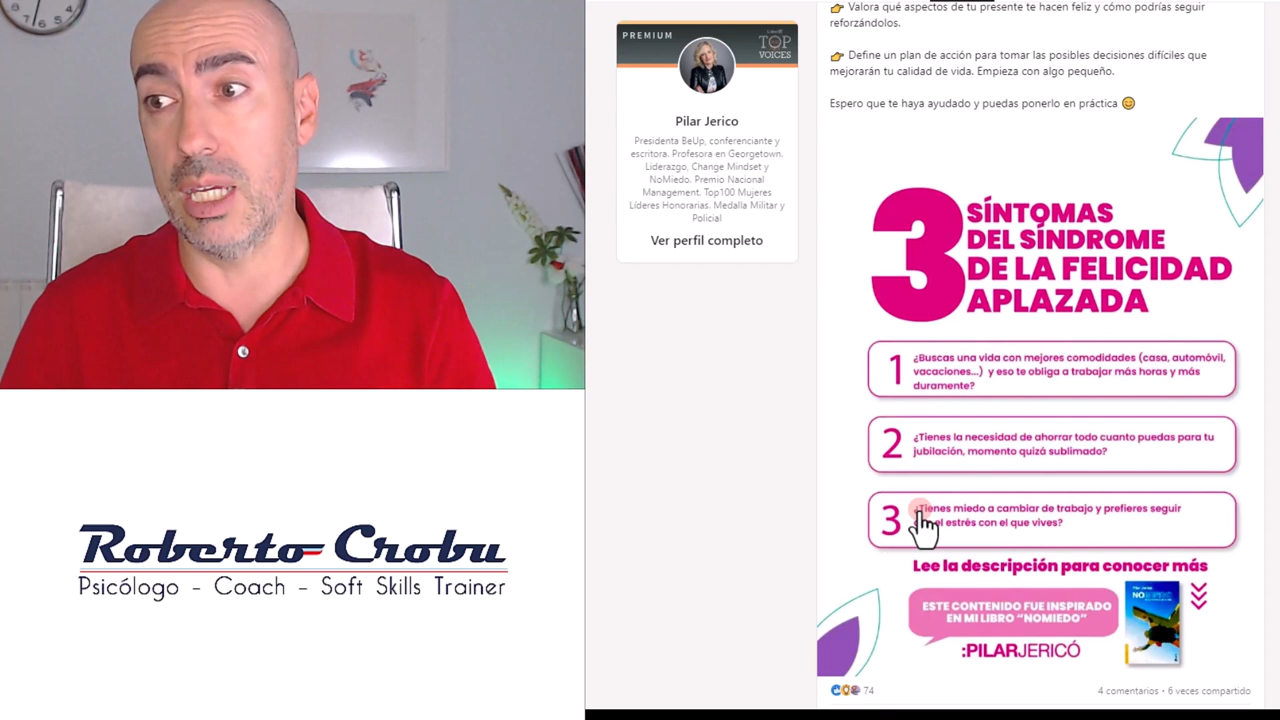 👉 Valora qué aspectos de tu presente te hacen feliz y cómo podrías seguir
reforzándolos.
👉 Define un plan de acción para tomar las posibles decisiones difíciles que
mejorarán tu calidad de vida. Empieza con algo pequeño.
Espero que te haya ayudado y puedas ponerlo en práctica 😊
PREMIUM
TOP
VOICES
Pilar Jerico
Presidenta BeUp, conferenciante y
escritora. Profesora en Georgetown.
Liderazgo, Change Mindset y
NoMiedo. Premio Nacional
Management. Top100 Mujeres
Líderes Honorarias. Medalla Militar y
Policial
Ver perfil completo
3 SÍNTOMAS
DEL SÍNDROME
DE LA FELICIDAD
APLAZADA
1 ¿Buscas una vida con mejores comodidades (casa, automóvil,
vacaciones...) y eso te obliga a trabajar más horas y más
duramente?
2 ¿Tienes la necesidad de ahorrar todo cuanto puedas para tu
jubilación, momento quizá sublimado?
3 ¿Tienes miedo a cambiar de trabajo y prefieres seguir
el estrés con el que vives?
Lee la descripción para conocer más
ESTE CONTENIDO FUE INSPIRADO
EN MI LIBRO “NOMIEDO”
:PILARJERICÓ
74
4 comentarios • 6 veces compartido
Roberto Crobu
Psicólogo - Coach - Soft Skills Trainer